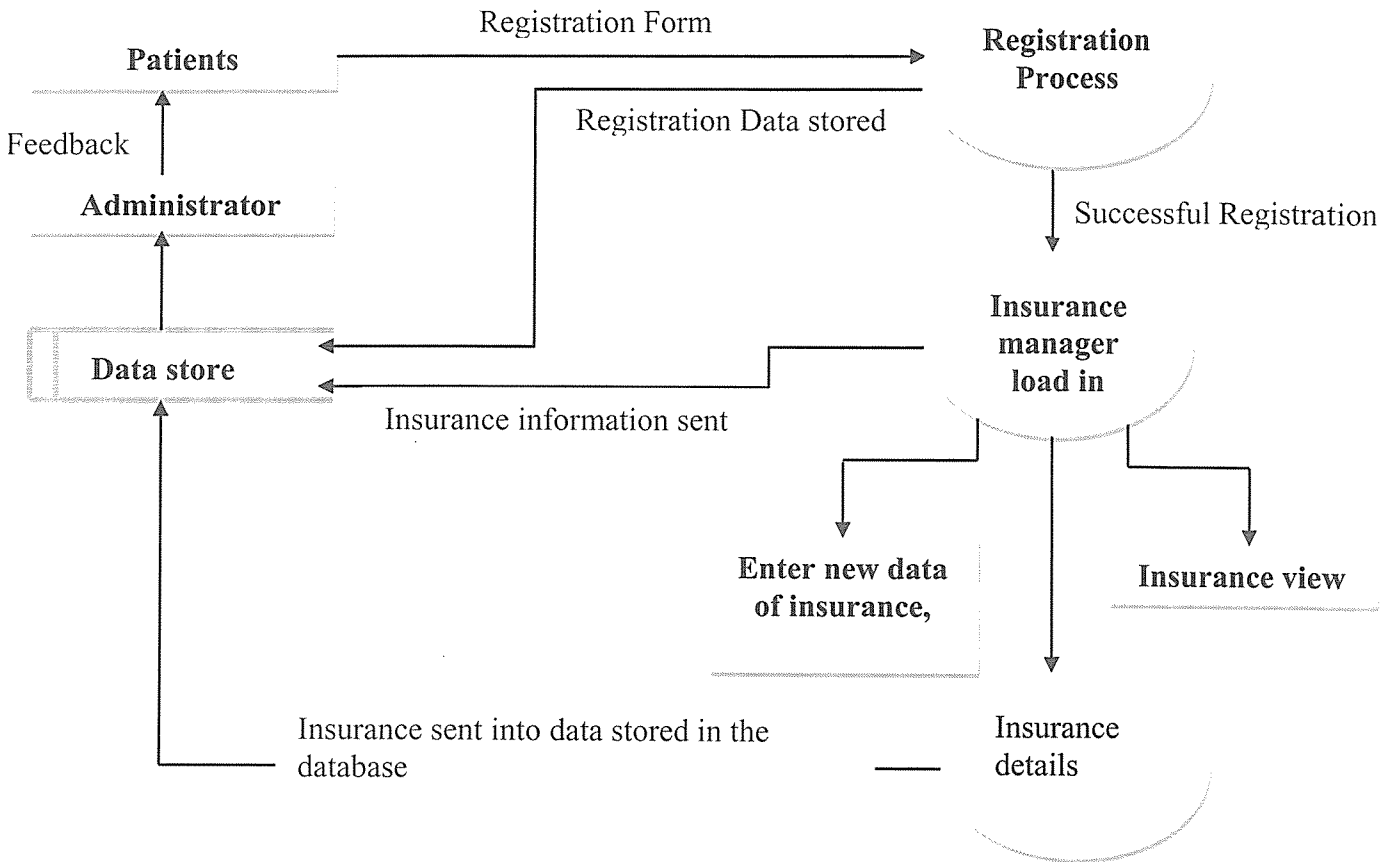 Registration Form
Patients
Registration
Process
Registration Data stored
Feedback
Administrator
Successful Registration
Insurance
manager
load in
Data store
Insurance information sent
Enter new data
of insurance,
Insurance view
Insurance sent into data stored in the
database
Insurance
details